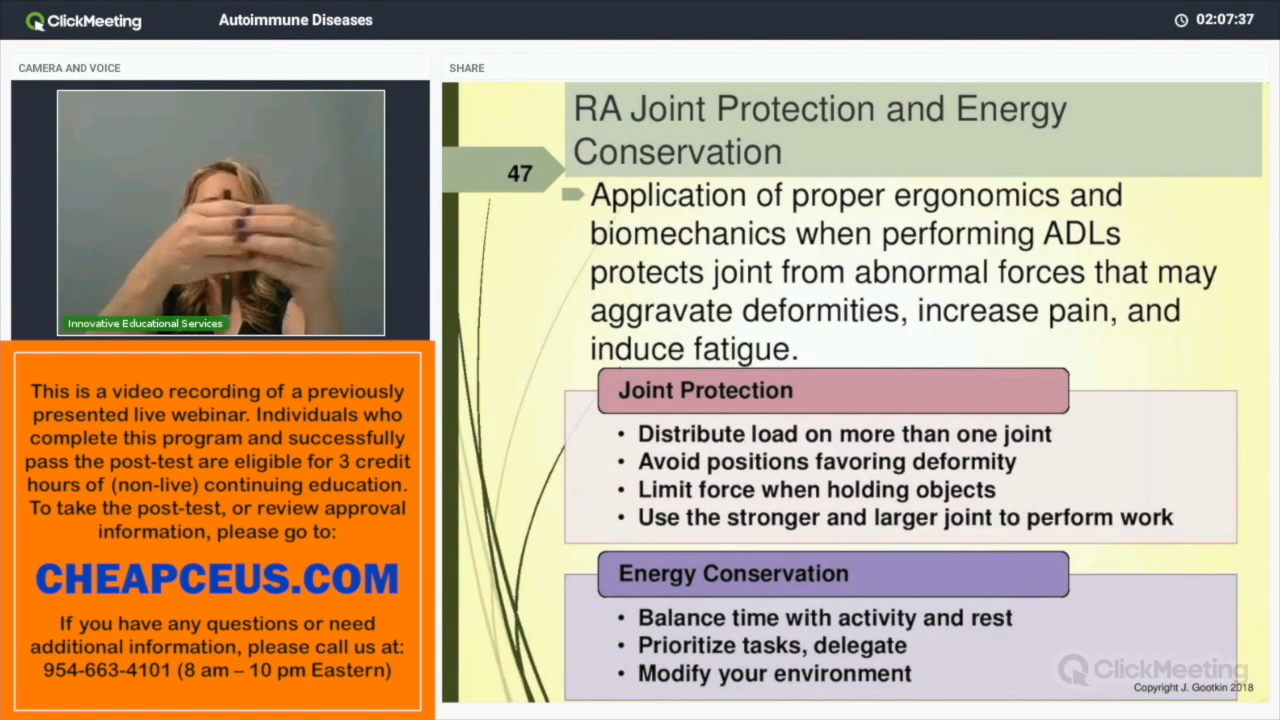 ClickMeeting
Autoimmune Diseases
02:07:37
CAMERA AND VOICE
Innovative Educational Services
This is a video recording of a previously
presented live webinar. Individuals who
complete this program and successfully
pass the post-test are eligible for 3 credit
hours of (non-live) continuing education.
To take the post-test, or review approval
information, please go to:
CHEAPCEUS.COM
If you have any questions or need
additional information, please call us at:
954-663-4101 (8 am – 10 pm Eastern)
SHARE
RA Joint Protection and Energy
Conservation
47
Application of proper ergonomics and
biomechanics when performing ADLs
protects joint from abnormal forces that may
aggravate deformities, increase pain, and
induce fatigue.
Joint Protection
• Distribute load on more than one joint
• Avoid positions favoring deformity
• Limit force when holding objects
• Use the stronger and larger joint to perform work
Energy Conservation
• Balance time with activity and rest
• Prioritize tasks, delegate
• Modify your environment
ClickMeeting
Copyright J. Gootkin 2018